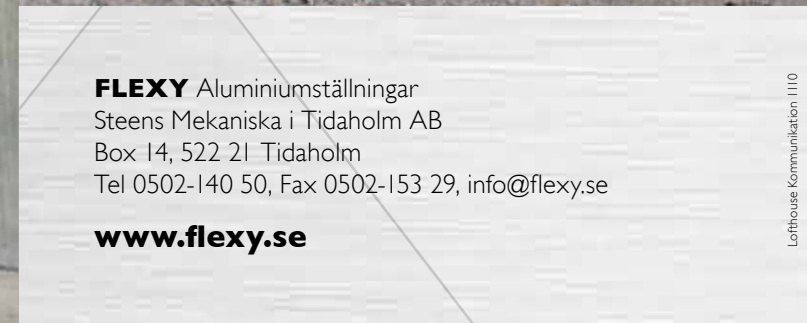 FLEXY Aluminiumställningar
Steens Mekaniska i Tidaholm AB
Box 14, 522 21 Tidaholm
Tel 0502-140 50, Fax 0502-153 29, info@flexy.se
www.flexy.se
Lofthouse Kommunikation 1110